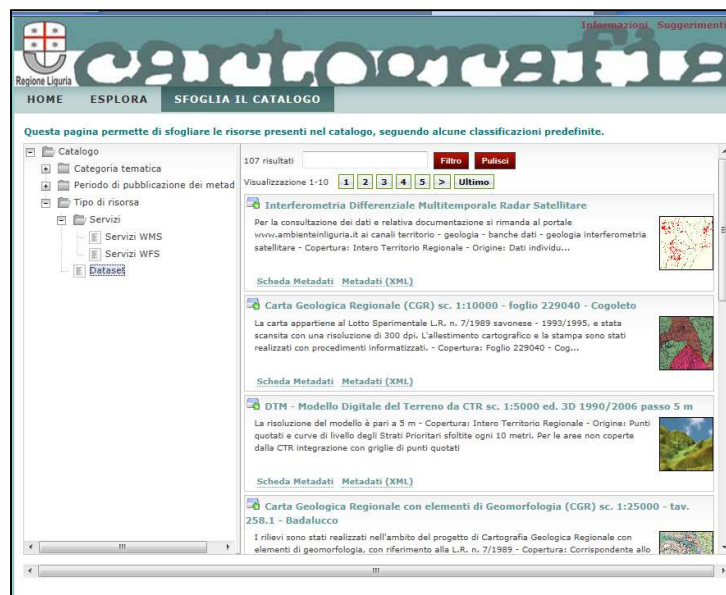 Informazioni Suggerimenti
cartografia
Regione Liguria
HOME ESPLORA SFOGLIA IL CATALOGO
Questa pagina permette di sfogliare le risorse presenti nel catalogo, seguendo alcune classificazioni predefinite.
Catalogo
Categoria tematica
Periodo di pubblicazione dei metad
Tipo di risorsa
Servizi
Servizi WMS
Servizi WFS
Dataset
107 risultati Filtro Pulisci
Visualizzazione 1-10 1 2 3 4 5 > Ultimo
Interferometria Differenziale Multitemporale Radar Satellitare
Per la consultazione dei dati e relativa documentazione si rimanda al portale
www.ambienteinliguria.it ai canali territorio - geologia - banche dati - geologia interferometria
satellitare - Copertura: Intero Territorio Regionale - Origine: Dati individu...
Scheda Metadati Metadati (XML)
Carta Geologica Regionale (CGR) sc. 1:10000 - foglio 229040 - Cogoleto
La carta appartiene al Lotto Sperimentale L.R. n. 7/1989 savonese - 1993/1995, e stata
scansita con una risoluzione di 300 dpi. L'allestimento cartografico e la stampa sono stati
realizzati con procedimenti informatizzati. - Copertura: Foglio 229040 - Cog...
Scheda Metadati Metadati (XML)
DTM - Modello Digitale del Terreno da CTR sc. 1:5000 ed. 3D 1990/2006 passo 5 m
La risoluzione del modello è pari a 5 m - Copertura: Intero Territorio Regionale - Origine: Punti
quotati e curve di livello degli Strati Prioritari sfoltite ogni 10 metri. Per le aree non coperte
dalla CTR integrazione con griglie di punti quotati
Scheda Metadati Metadati (XML)
Carta Geologica Regionale con elementi di Geomorfologia (CGR) sc. 1:25000 - tav.
258.1 - Badalucco
I rilievi sono stati realizzati nell'ambito del progetto di Cartografia Geologica Regionale con
elementi di geomorfologia, con riferimento alla L.R. n. 7/1989 - Copertura: Corrispondente allo